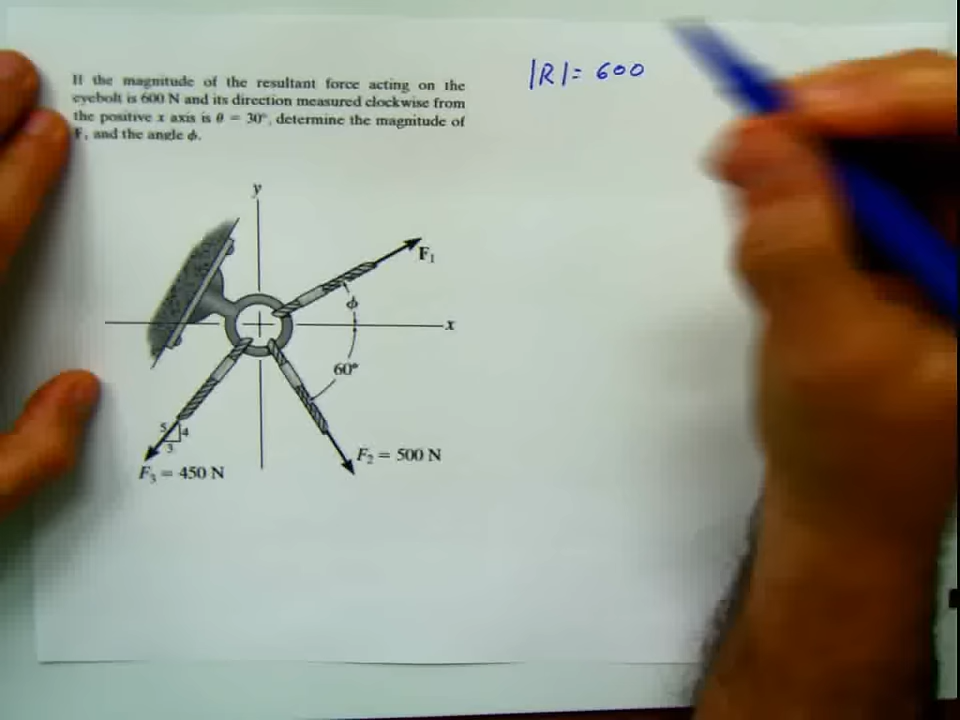 If the magnitude of the resultant force acting on the
eyebolt is 600 N and its direction measured clockwise from
the positive x axis is θ = 30°, determine the magnitude of
F₁ and the angle ϕ.
|R|= 600
y
F₁
ϕ
x
60°
5
4
3
F₂ = 500 N
F₃ = 450 N